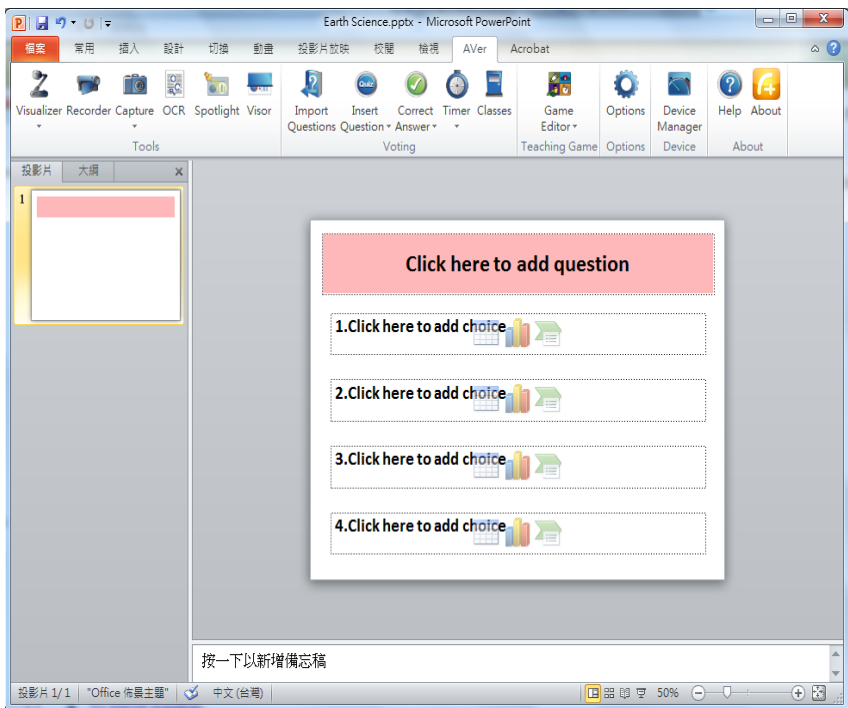 Earth Science.pptx - Microsoft PowerPoint
檔案 常用 插入 設計 切換 動畫 投影片放映 校閱 檢視 AVer Acrobat
Visualizer Recorder Capture OCR Spotlight Visor Import Questions Insert Question Correct Answer Timer Classes Game Editor Options Device Manager Help About
Tools Voting Teaching Game Options Device About
投影片 大綱
1
Click here to add question
1.Click here to add choice
2.Click here to add choice
3.Click here to add choice
4.Click here to add choice
按一下以新增備忘稿
投影片 1/1 "Office 佈景主題" 中文 (台灣) 50%